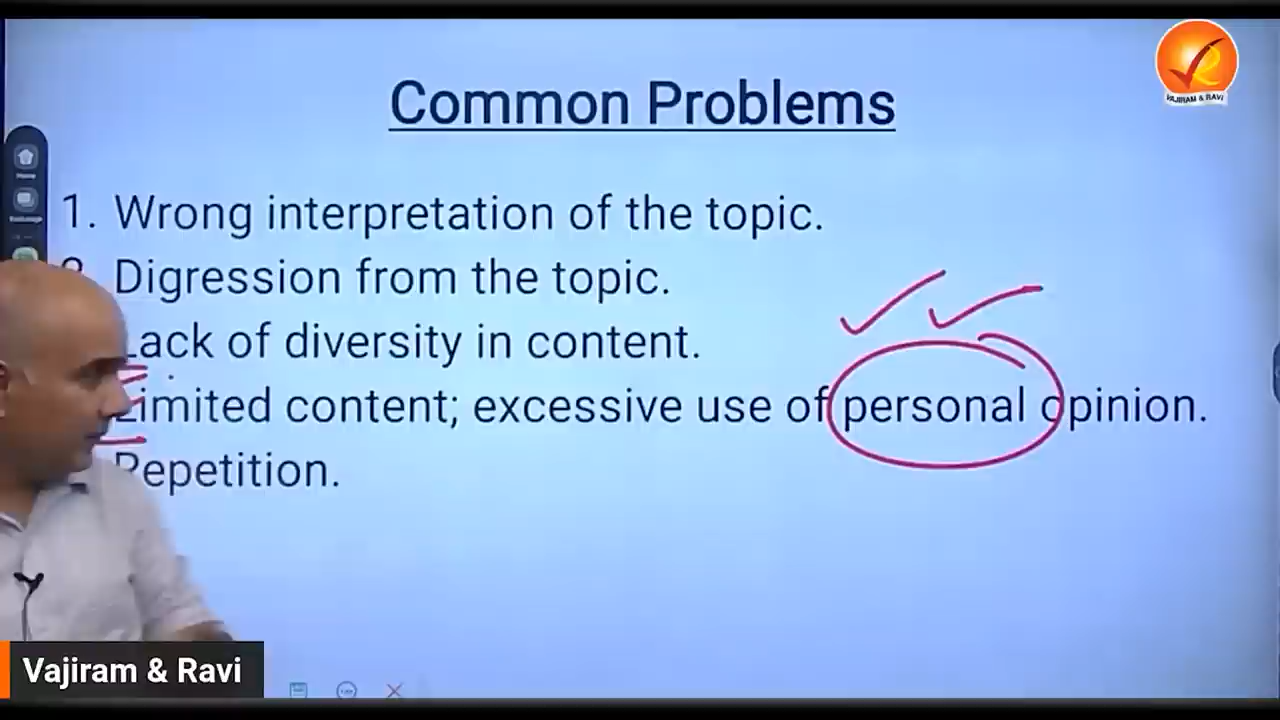 VAJIRAM & RAVI
Common Problems
1. Wrong interpretation of the topic.
Digression from the topic.
Lack of diversity in content.
Limited content; excessive use of personal opinion.
Repetition.
Home
Vajiram & Ravi